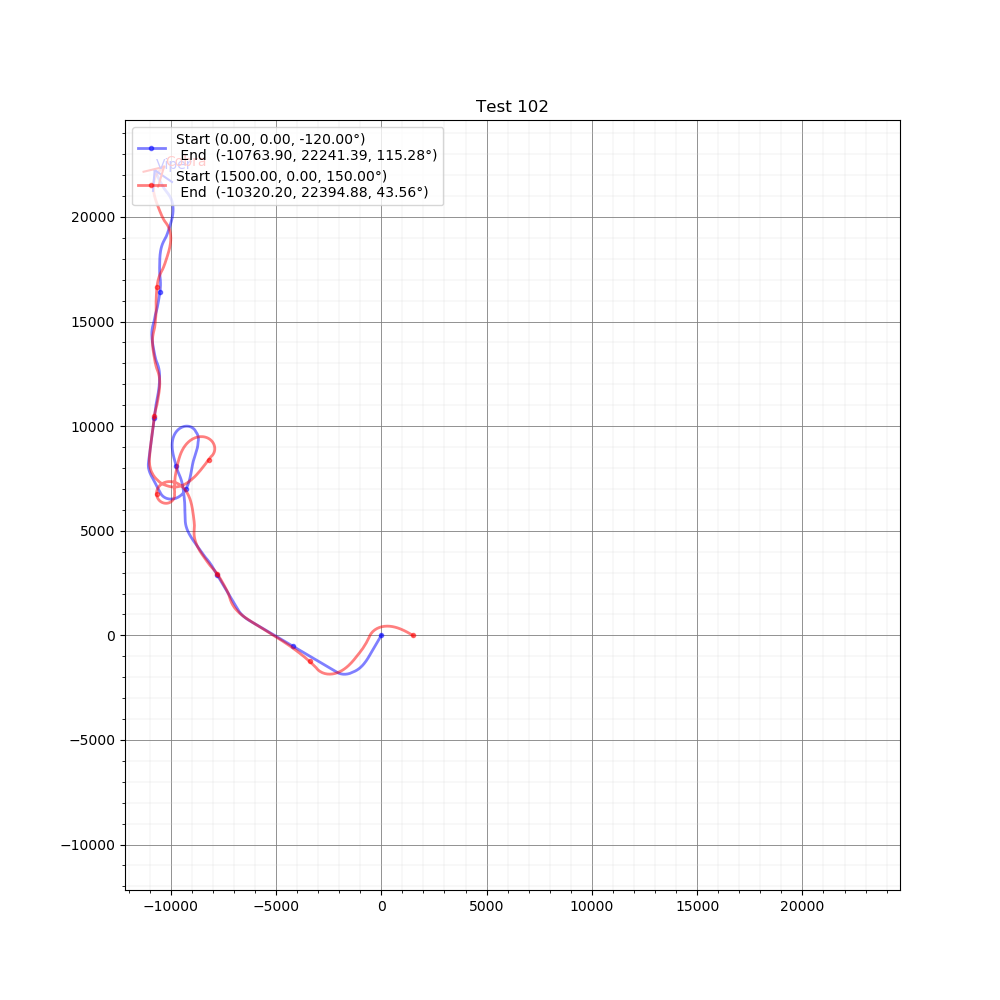 Test 102
Start (0.00, 0.00, -120.00°)
End (-10763.90, 22241.39, 115.28°)
Start (1500.00, 0.00, 150.00°)
End (-10320.20, 22394.88, 43.56°)
20000
15000
10000
5000
0
−5000
−10000
−10000 −5000 0 5000 10000 15000 20000